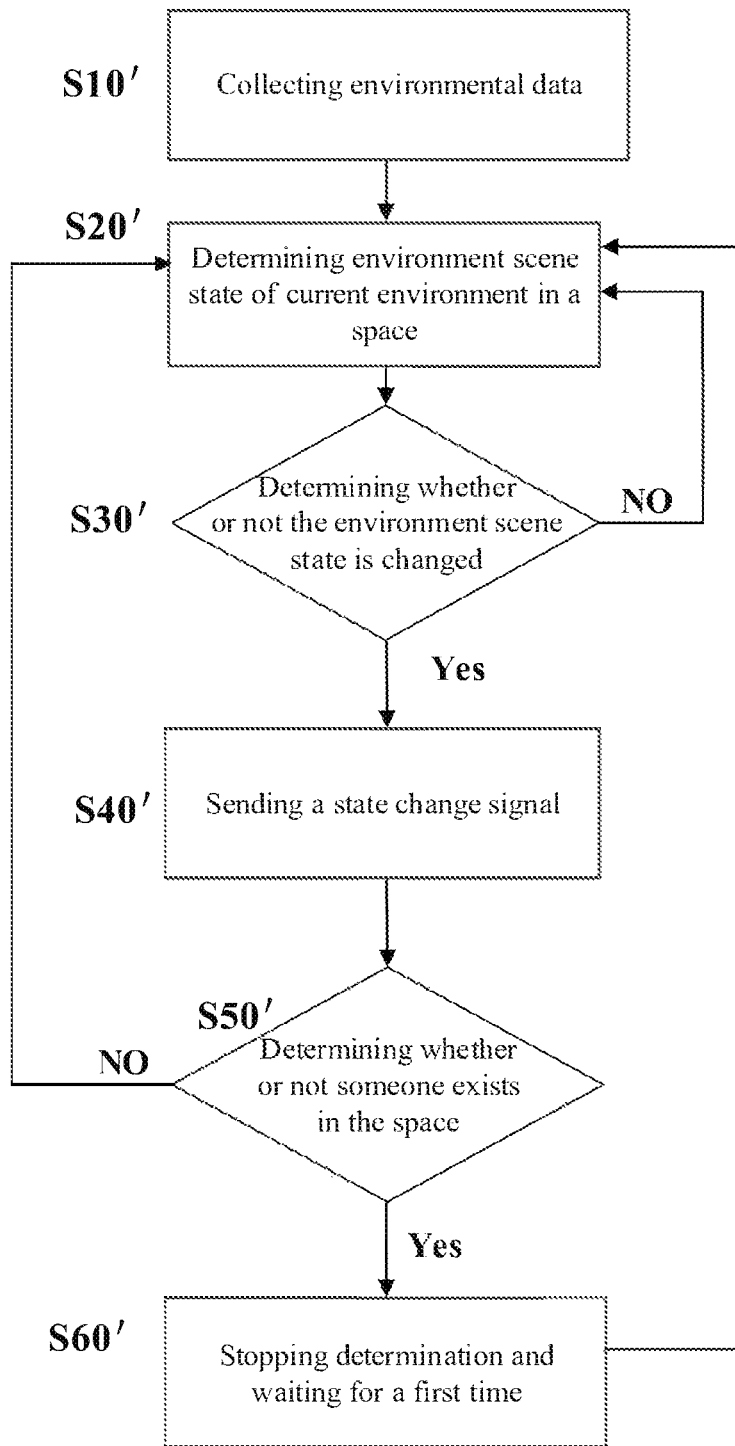 S10′
Collecting environmental data
S20′
Determining environment scene
state of current environment in a
space
S30′
Determining whether
or not the environment scene
state is changed
NO
Yes
S40′
Sending a state change signal
S50′
NO
Determining whether
or not someone exists
in the space
Yes
S60′
Stopping determination and
waiting for a first time